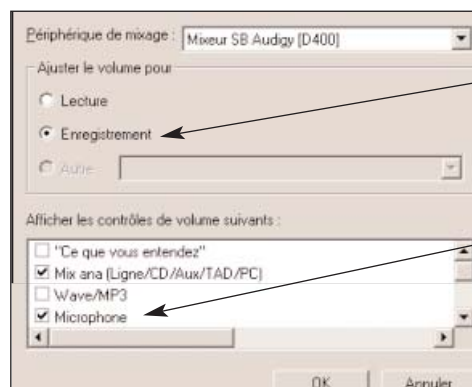 Périphérique de mixage : Mixeur SB Audigy [D400]
Ajuster le volume pour
Lecture
Enregistrement
Autre
Afficher les contrôles de volume suivants :
"Ce que vous entendez"
Mix ana (Ligne/CD/Aux/TAD/PC)
Wave/MP3
Microphone
OK Annuler